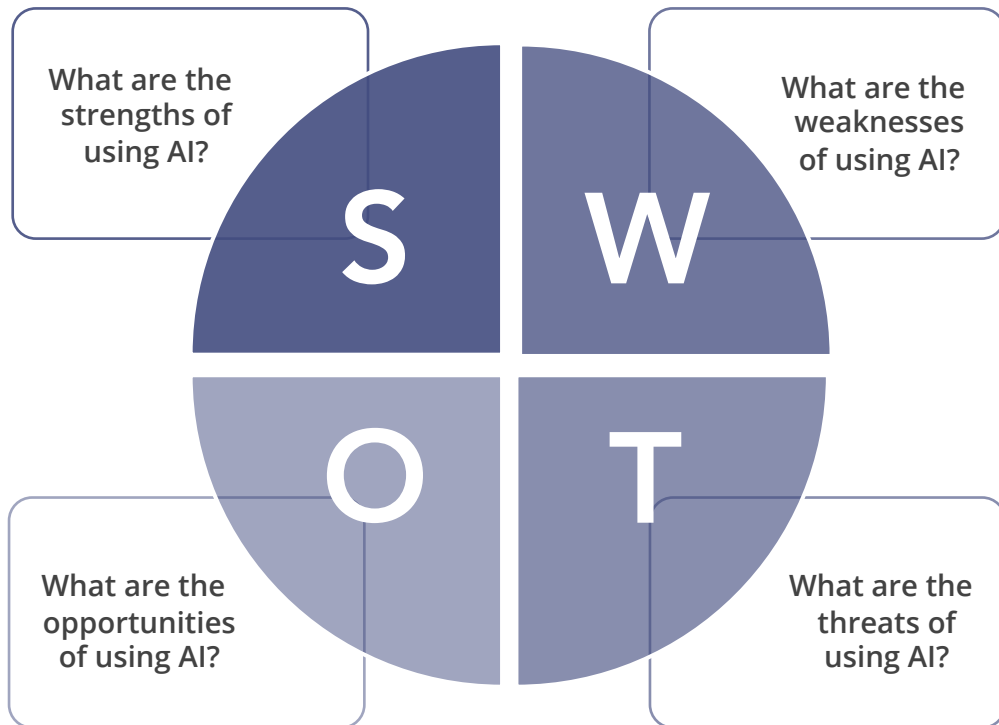 What are the
strengths of
using AI?
What are the
weaknesses
of using AI?
S
W
O
T
What are the
opportunities
of using AI?
What are the
threats of
using AI?